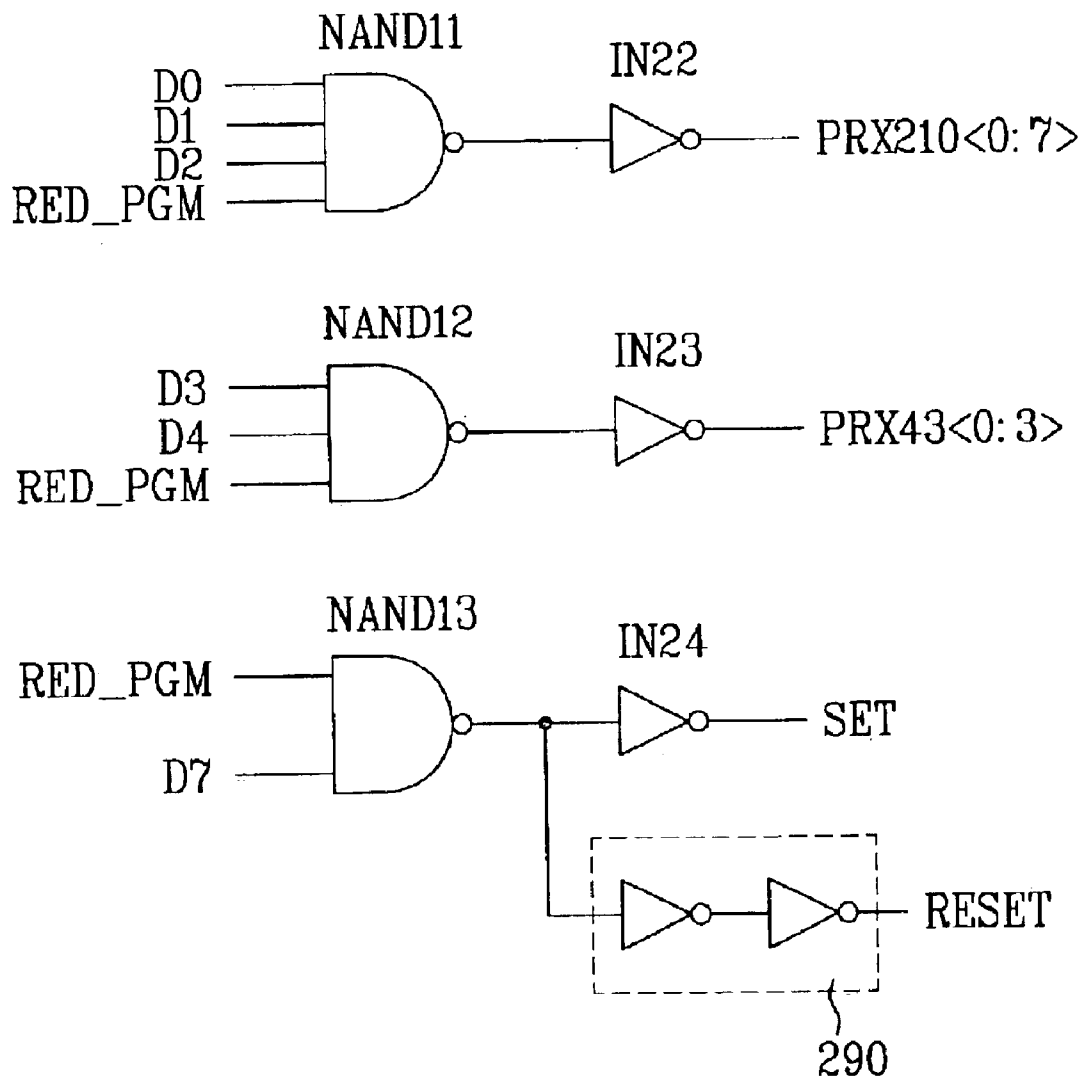 NAND11
IN22
D0
D1
D2
RED_PGM
PRX210<0:7>
NAND12
IN23
D3
D4
RED_PGM
PRX43<0:3>
NAND13
IN24
RED_PGM
D7
SET
RESET
290